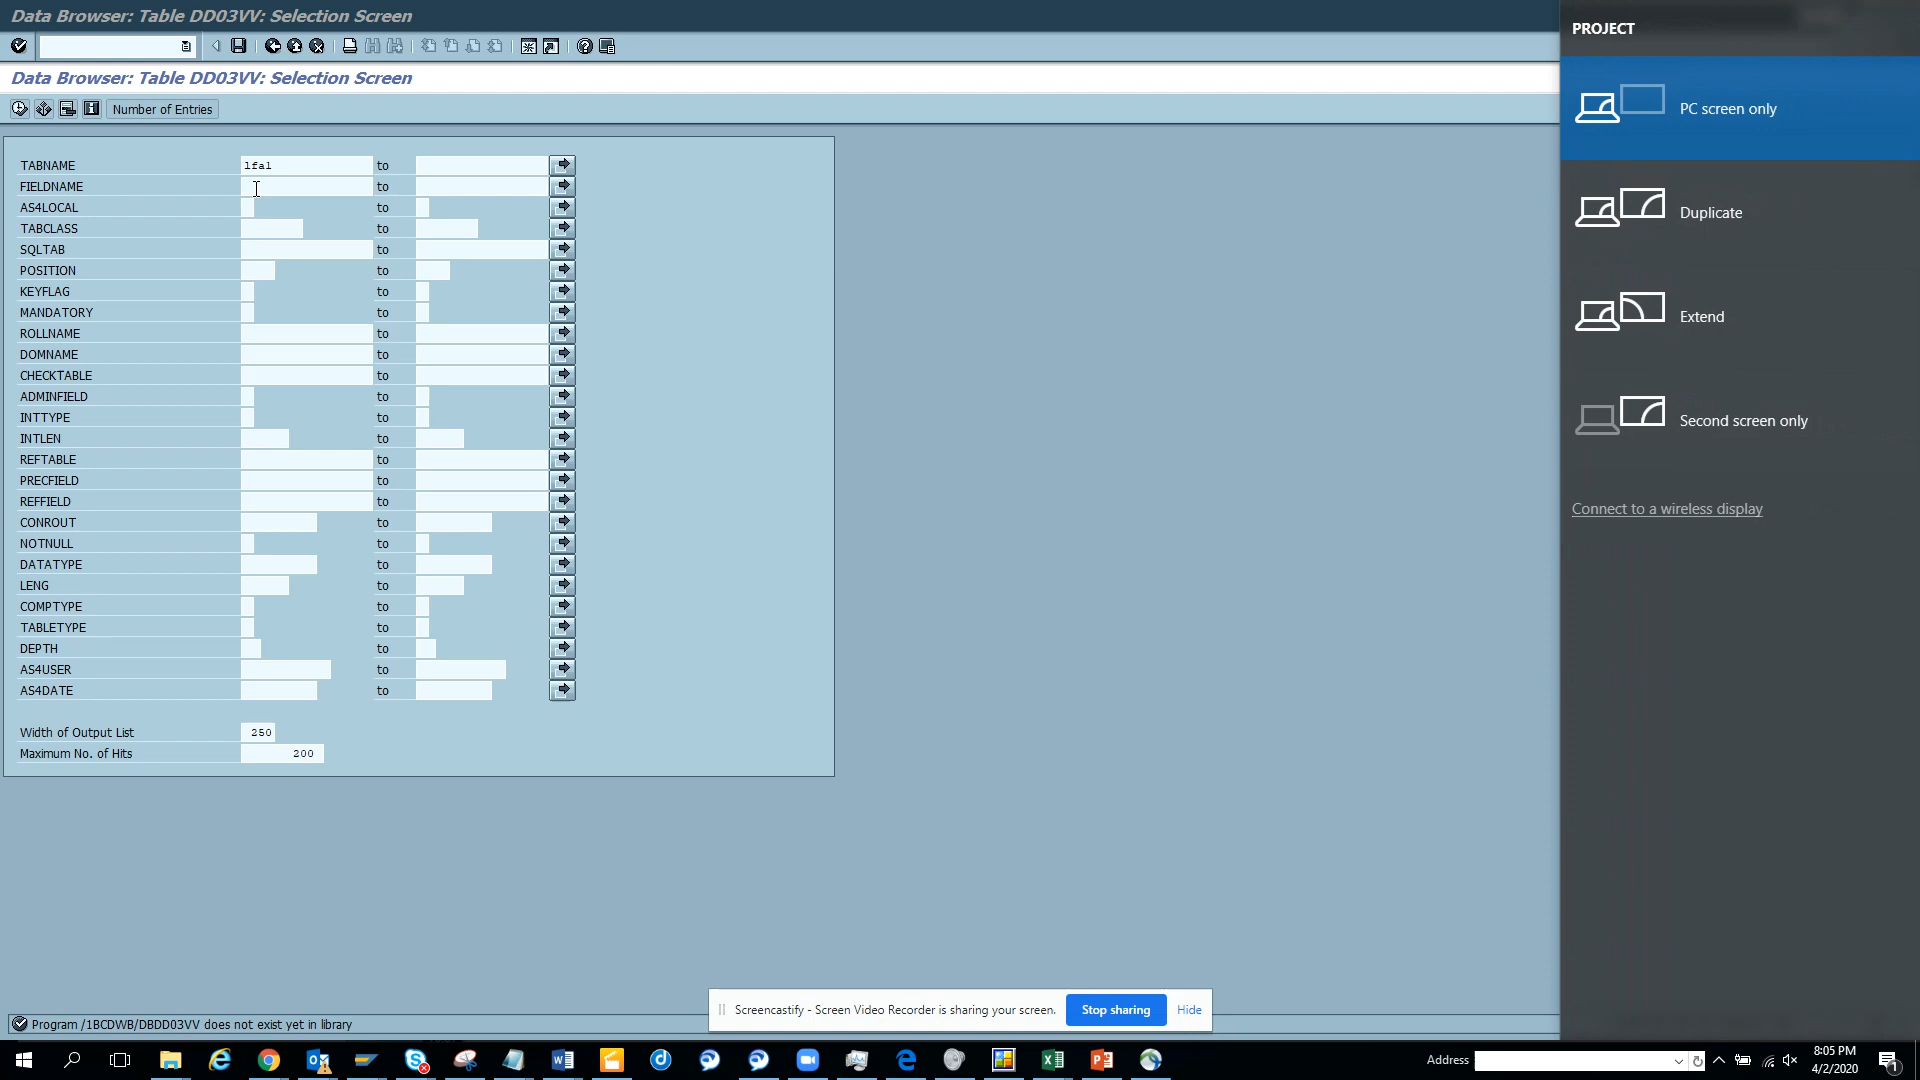 Data Browser: Table DD03VV: Selection Screen
Data Browser: Table DD03VV: Selection Screen
Number of Entries
TABNAME lfa1 to
FIELDNAME to
AS4LOCAL to
TABCLASS to
SQLTAB to
POSITION to
KEYFLAG to
MANDATORY to
ROLLNAME to
DOMNAME to
CHECKTABLE to
ADMINFIELD to
INTTYPE to
INTLEN to
REFTABLE to
PRECFIELD to
REFFIELD to
CONROUT to
NOTNULL to
DATATYPE to
LENG to
COMPTYPE to
TABLETYPE to
DEPTH to
AS4USER to
AS4DATE to
Width of Output List 250
Maximum No. of Hits 200
Program /1BCDWB/DBDD03VV does not exist yet in library
PROJECT
PC screen only
Duplicate
Extend
Second screen only
Connect to a wireless display
Screencastify - Screen Video Recorder is sharing your screen. Stop sharing Hide
Address
8:05 PM
4/2/2020
1